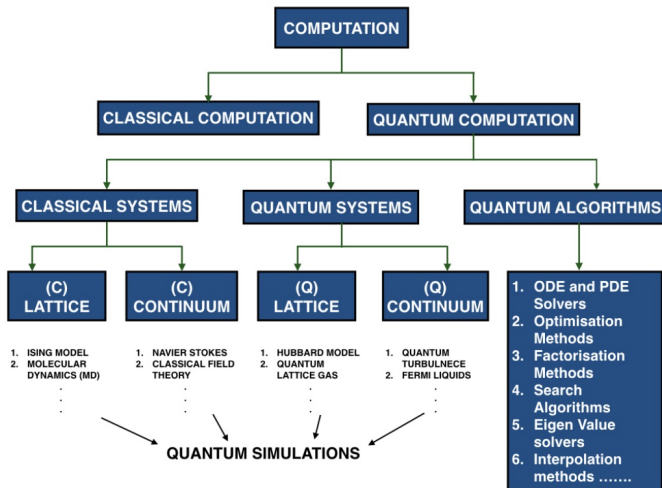 COMPUTATION
CLASSICAL COMPUTATION
QUANTUM COMPUTATION
CLASSICAL SYSTEMS
QUANTUM SYSTEMS
QUANTUM ALGORITHMS
(C)
LATTICE
(C)
CONTINUUM
(Q)
LATTICE
(Q)
CONTINUUM
1. ISING MODEL
2. MOLECULAR
DYNAMICS (MD)
.
.
.
1. NAVIER STOKES
2. CLASSICAL FIELD
THEORY
.
.
.
1. HUBBARD MODEL
2. QUANTUM
LATTICE GAS
.
.
.
1. QUANTUM
TURBULNECE
2. FERMI LIQUIDS
.
.
.
1. ODE and PDE
Solvers
2. Optimisation
Methods
3. Factorisation
Methods
4. Search
Algorithms
5. Eigen Value
solvers
6. Interpolation
methods …….
QUANTUM SIMULATIONS